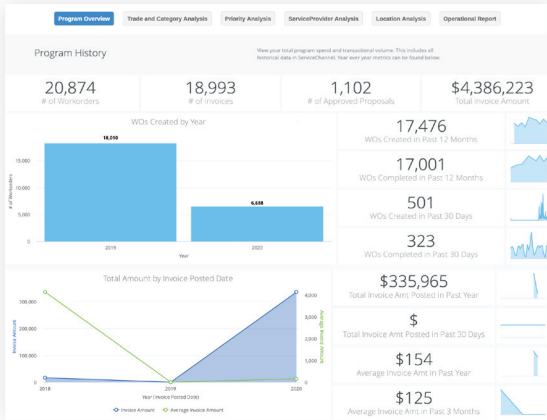 Program Overview
Trade and Category Analysis
Priority Analysis
ServiceProvider Analysis
Location Analysis
Operational Report
Program History
View your total program spend and transactional volume. This includes all
historical data in ServiceChannel. Year over year metrics can be found below.
20,874
# of Workorders
18,993
# of Invoices
1,102
# of Approved Proposals
$4,386,223
Total Invoice Amount
WOs Created by Year
# of Workorders
15,000
10,000
5,000
0
2019
2020
Year
17,476
WOs Created in Past 12 Months
17,001
WOs Completed in Past 12 Months
501
WOs Created in Past 30 Days
323
WOs Completed in Past 30 Days
Total Amount by Invoice Posted Date
Invoice Amount
300,000
200,000
100,000
0
4,000
3,000
2,000
1,000
0
Average Invoice Amount
2018
2019
2020
Year (Invoice Posted Date)
Invoice Amount
Average Invoice Amount
$335,965
Total Invoice Amt Posted in Past Year
$
Total Invoice Amt Posted in Past 30 Days
$154
Average Invoice Amt in Past Year
$125
Average Invoice Amt in Past 3 Months